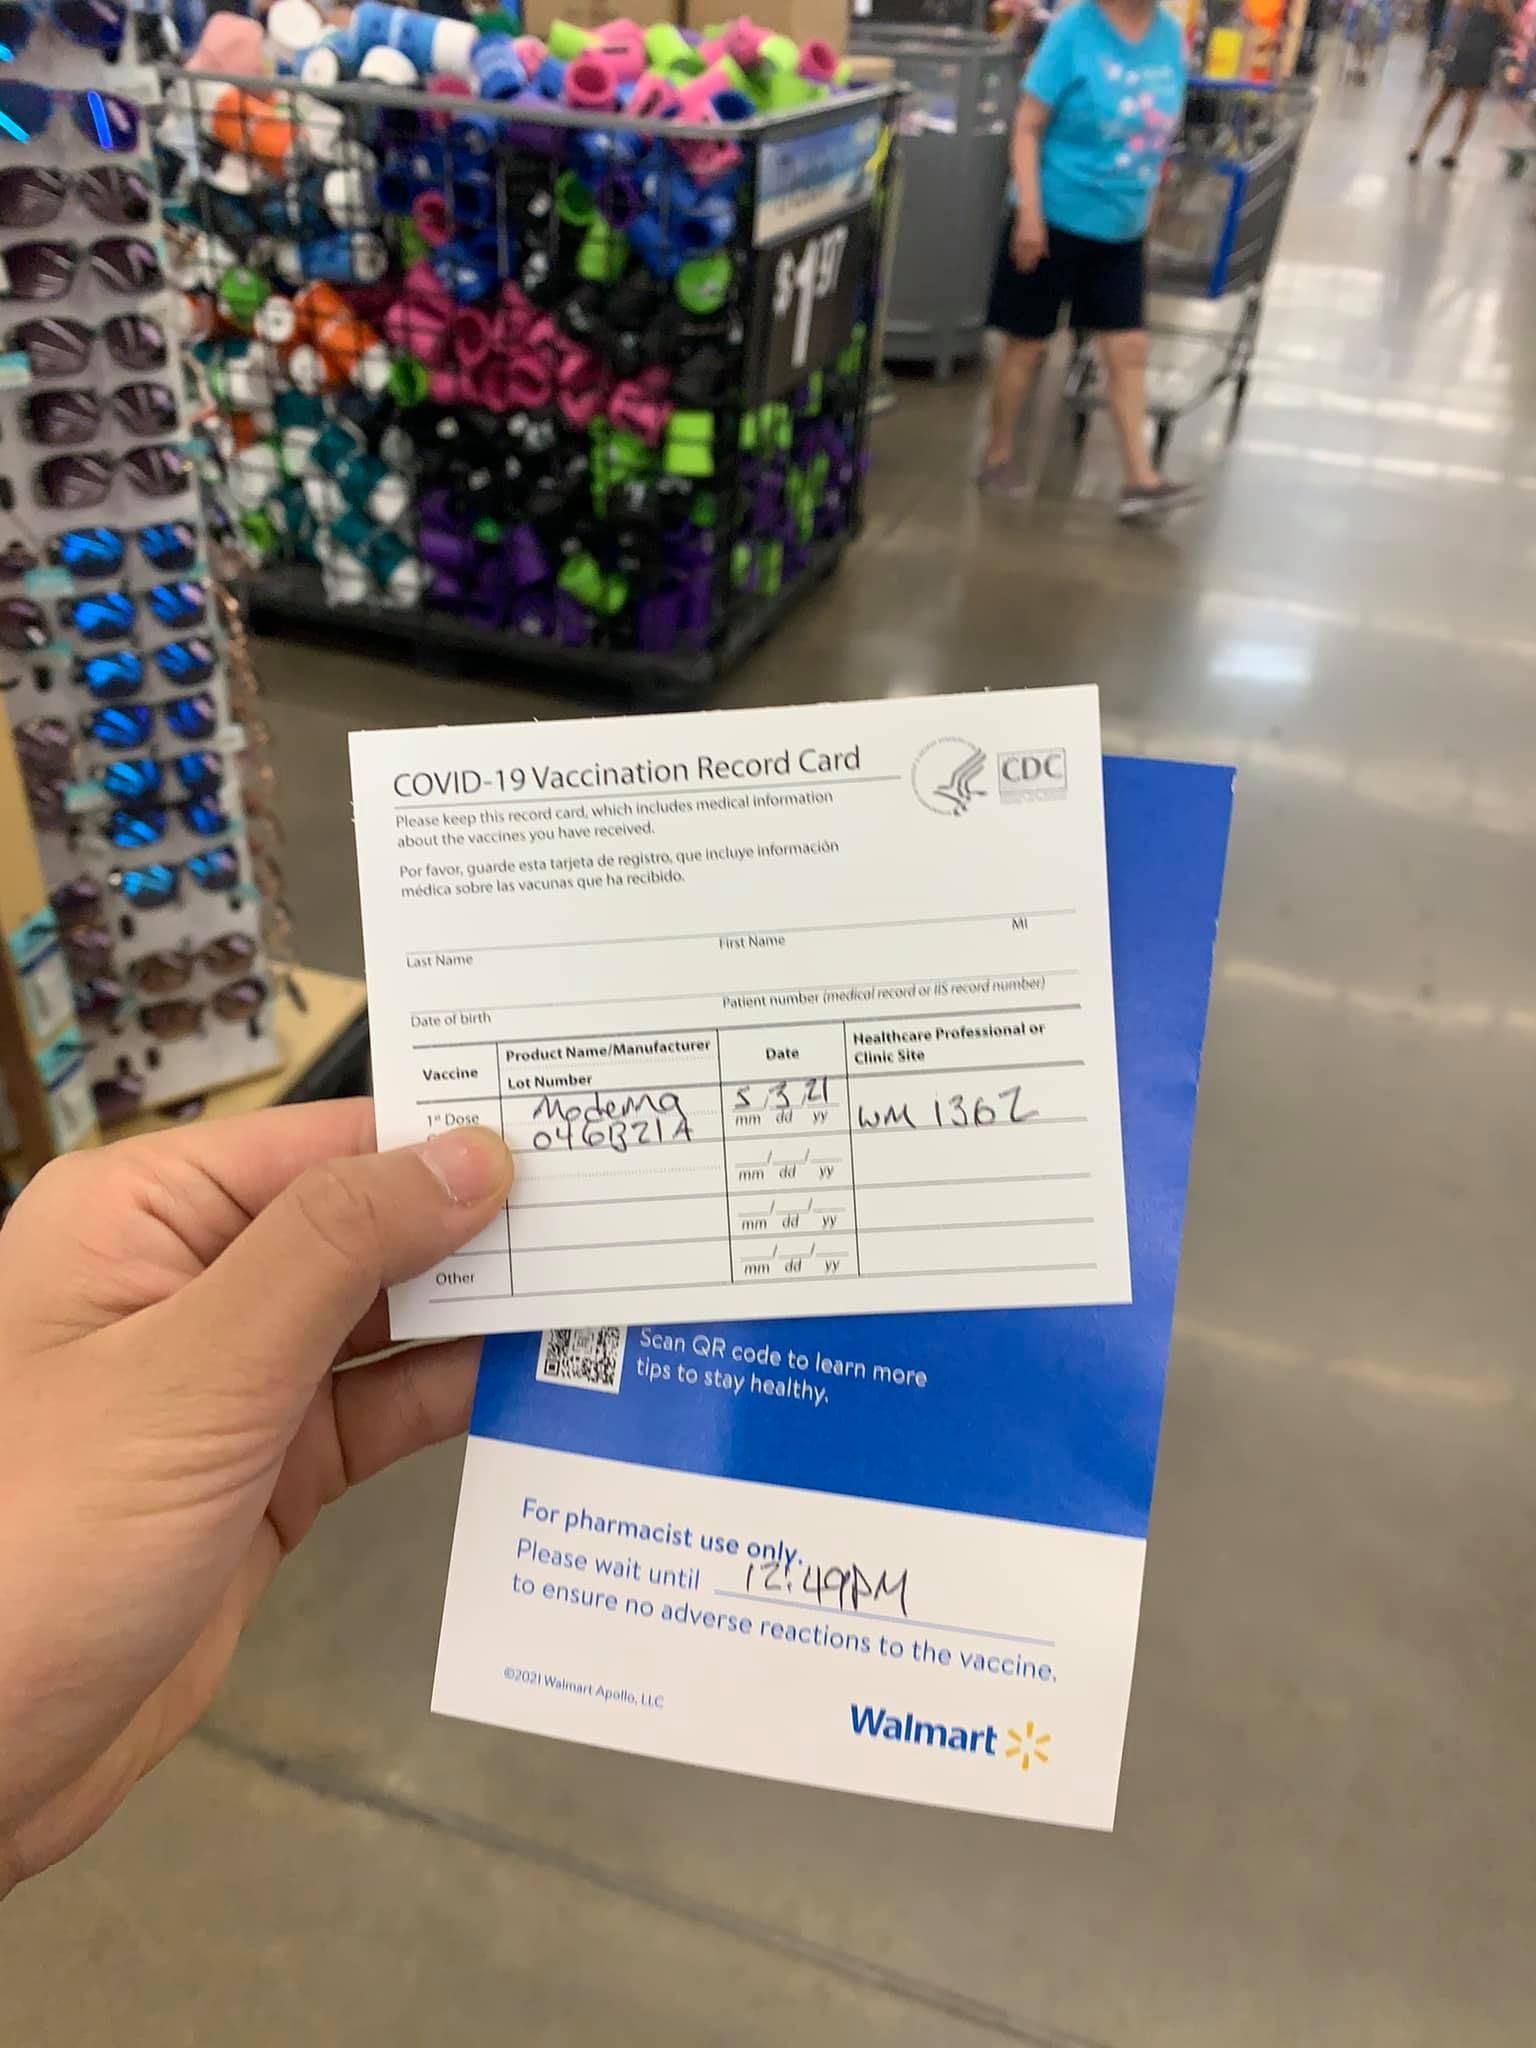 $1.97
COVID-19 Vaccination Record Card
CDC
Please keep this record card, which includes medical information
about the vaccines you have received.
Por favor, guarde esta tarjeta de registro, que incluye información
médica sobre las vacunas que ha recibido.
Last Name First Name MI
Date of birth Patient number (medical record or IIS record number)
Vaccine Product Name/Manufacturer Date Healthcare Professional or
Lot Number Clinic Site
1st Dose Moderna 5/3/21 WM 1362
046B21A mm dd yy
mm dd yy
mm dd yy
Other mm dd yy
Scan QR code to learn more
tips to stay healthy.
For pharmacist use only.
Please wait until 12:49PM
to ensure no adverse reactions to the vaccine.
©2021 Walmart Apollo, LLC
Walmart